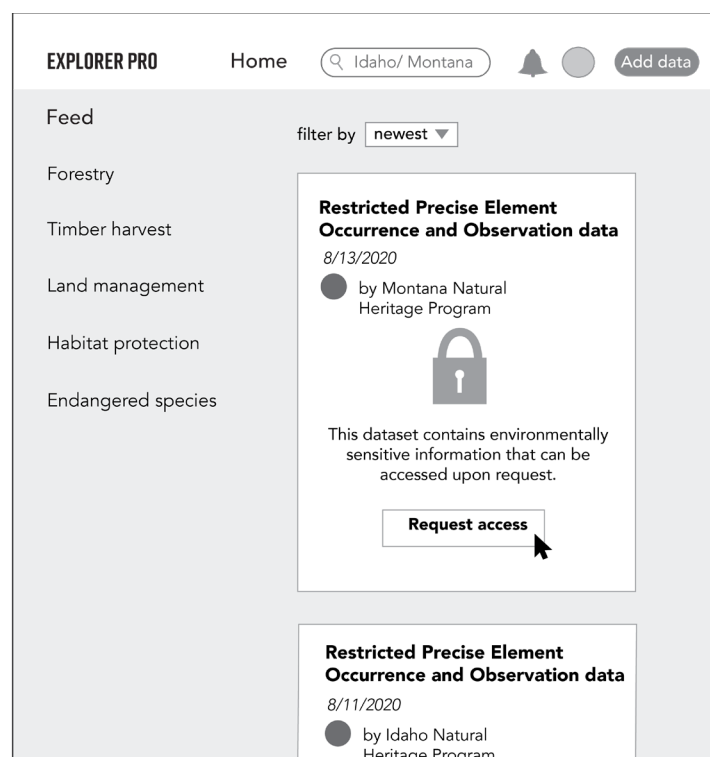 EXPLORER PRO
Home
Idaho/ Montana
Add data
Feed
Forestry
Timber harvest
Land management
Habitat protection
Endangered species
filter by newest
Restricted Precise Element
Occurrence and Observation data
8/13/2020
by Montana Natural
Heritage Program
This dataset contains environmentally
sensitive information that can be
accessed upon request.
Request access
Restricted Precise Element
Occurrence and Observation data
8/11/2020
by Idaho Natural
Heritage Program